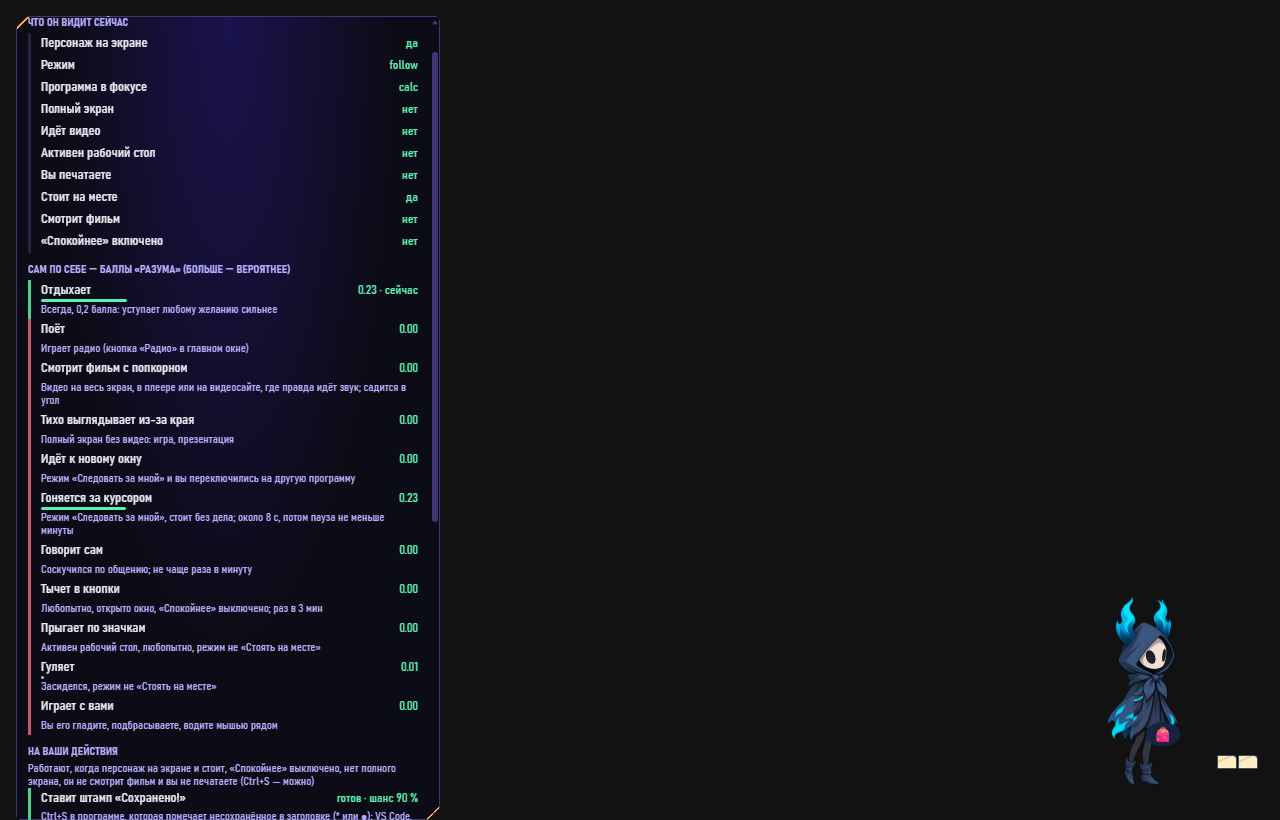 ЧТО ОН ВИДИТ СЕЙЧАС
Персонаж на экране да
Режим follow
Программа в фокусе calc
Полный экран нет
Идёт видео нет
Активен рабочий стол нет
Вы печатаете нет
Стоит на месте да
Смотрит фильм нет
«Спокойнее» включено нет
САМ ПО СЕБЕ — БАЛЛЫ «РАЗУМА» (БОЛЬШЕ — ВЕРОЯТНЕЕ)
Отдыхает 0.23 · сейчас
Всегда, 0,2 балла: уступает любому желанию сильнее
Поёт 0.00
Играет радио (кнопка «Радио» в главном окне)
Смотрит фильм с попкорном 0.00
Видео на весь экран, в плеере или на видеосайте, где правда идёт звук; садится в
угол
Тихо выглядывает из-за края 0.00
Полный экран без видео: игра, презентация
Идёт к новому окну 0.00
Режим «Следовать за мной» и вы переключились на другую программу
Гоняется за курсором 0.23
Режим «Следовать за мной», стоит без дела; около 8 с, потом пауза не меньше
минуты
Говорит сам 0.00
Соскучился по общению; не чаще раза в минуту
Тычет в кнопки 0.00
Любопытно, открыто окно, «Спокойнее» выключено; раз в 3 мин
Прыгает по значкам 0.00
Активен рабочий стол, любопытно, режим не «Стоять на месте»
Гуляет 0.01
Засиделся, режим не «Стоять на месте»
Играет с вами 0.00
Вы его гладите, подбрасываете, водите мышью рядом
НА ВАШИ ДЕЙСТВИЯ
Работают, когда персонаж на экране и стоит, «Спокойнее» выключено, нет полного
экрана, он не смотрит фильм и вы не печатаете (Ctrl+S — можно)
Ставит штамп «Сохранено!» готов · шанс 90 %
Ctrl+S в программе, которая помечает несохранённое в заголовке (* или ●): VS Code,